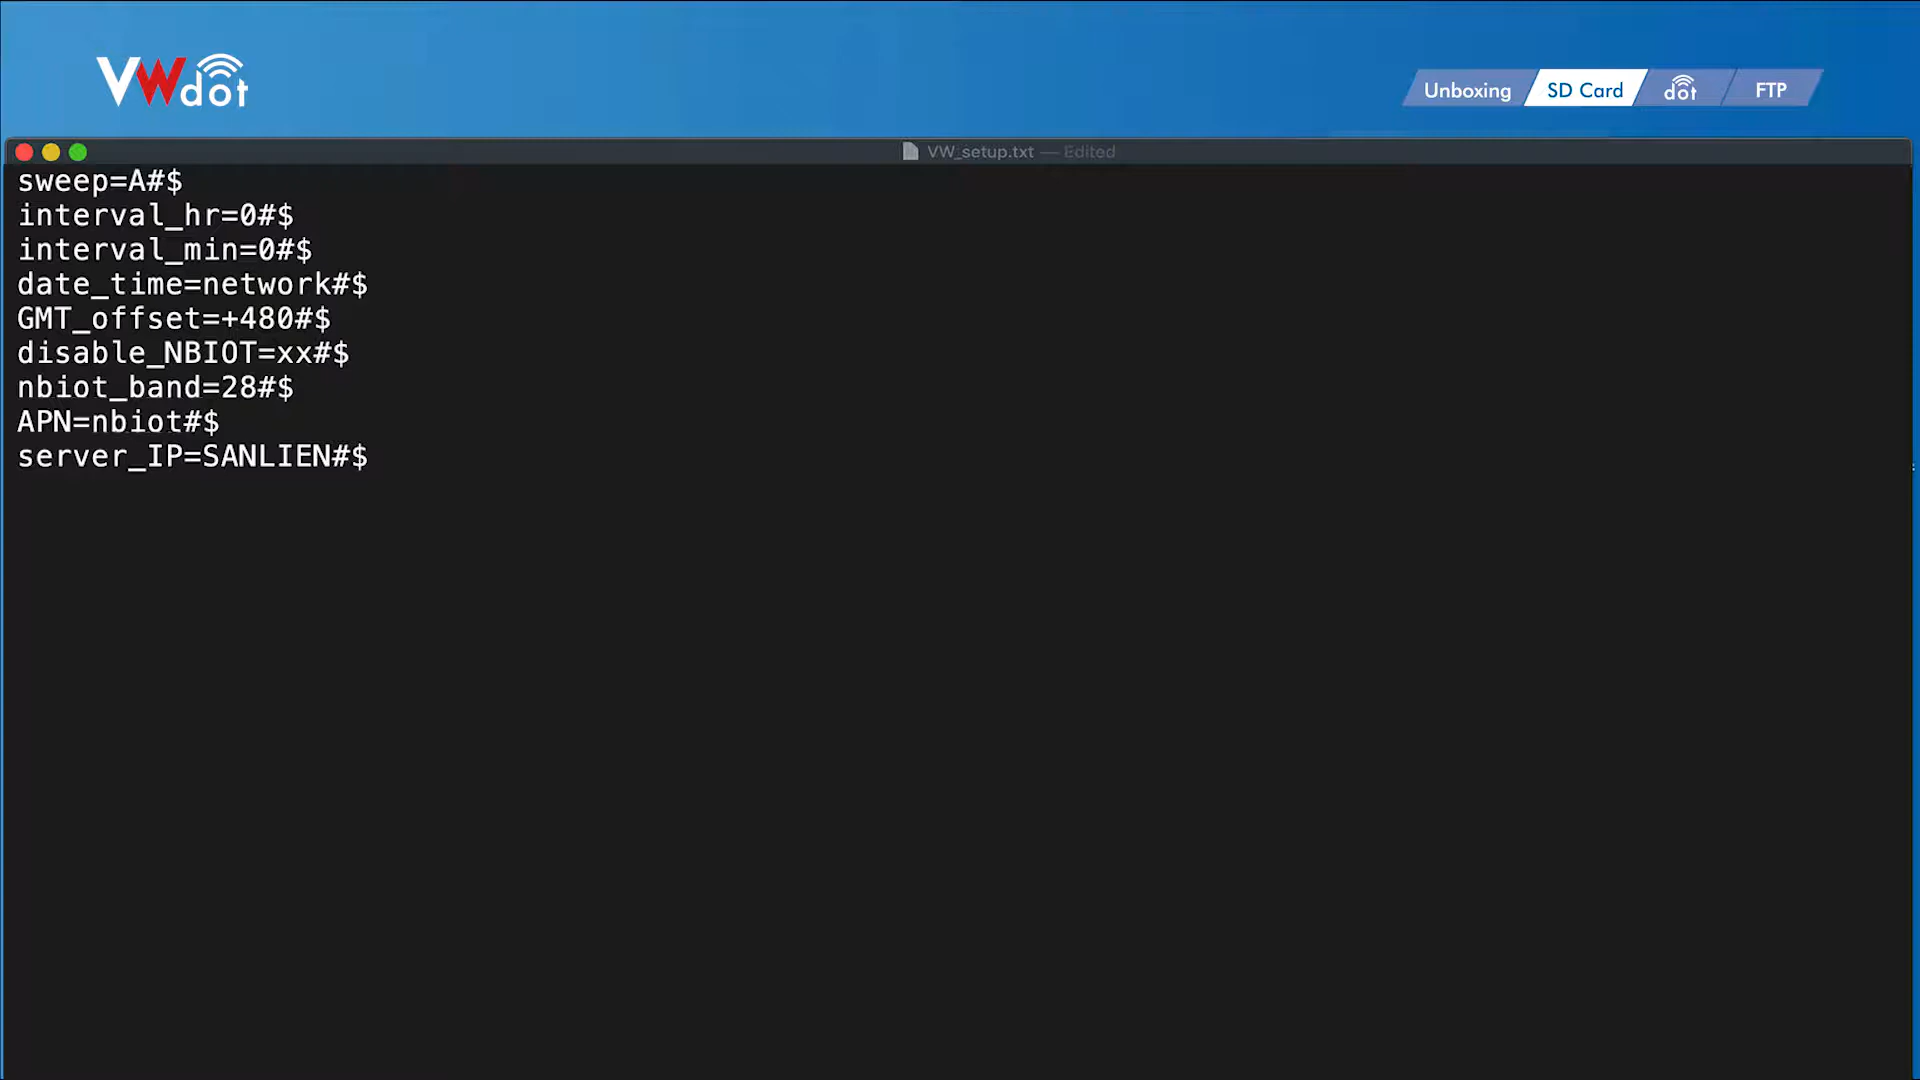 VWdot
Unboxing
SD Card
dot
FTP
VW_setup.txt — Edited
sweep=A#$
interval_hr=0#$
interval_min=0#$
date_time=network#$
GMT_offset=+480#$
disable_NBIOT=xx#$
nbiot_band=28#$
APN=nbiot#$
server_IP=SANLIEN#$